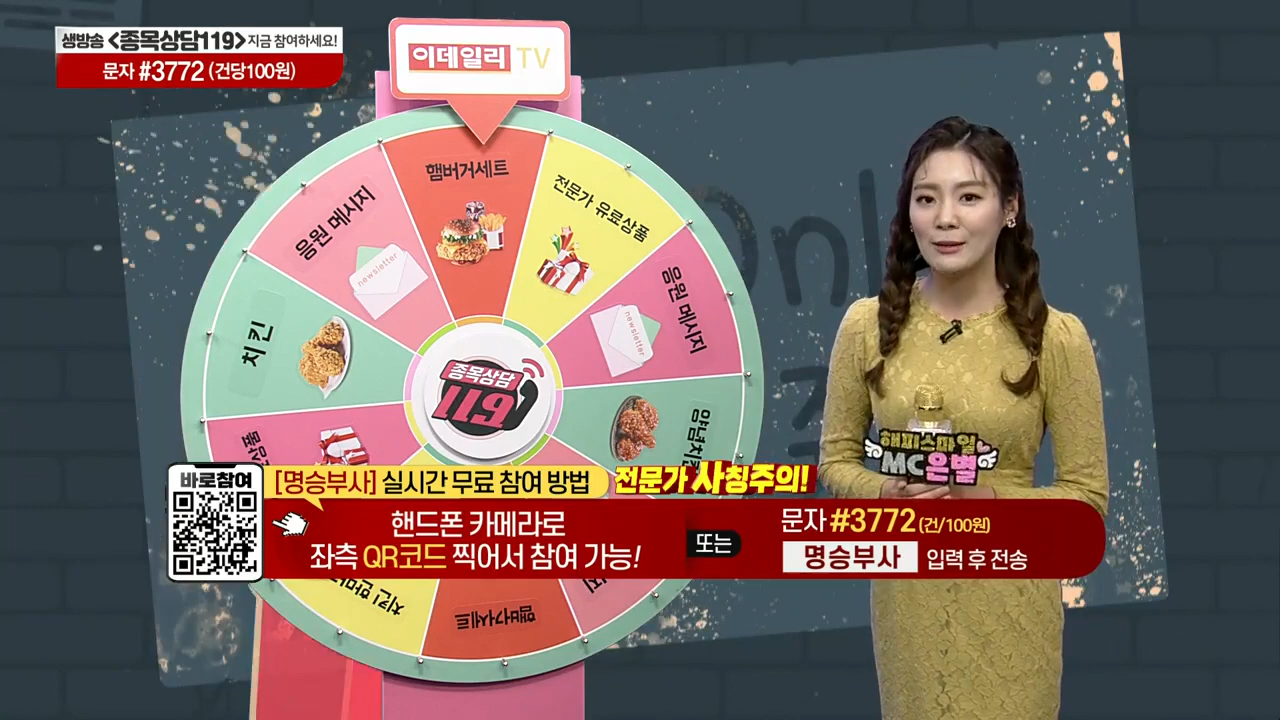 생방송 <종목상담119> 지금 참여하세요!
문자 #3772 (건당100원)
이데일리 TV
햄버거세트
전문가 유료상품
응원 메시지
newsletter
응원 메시지
newsletter
치킨
양념치킨
종목상담
119
햄버거세트
해피스마일
MC은별
바로참여
[명승부사] 실시간 무료 참여 방법
전문가 사칭주의!
핸드폰 카메라로
좌측 QR코드 찍어서 참여 가능!
또는
문자 #3772 (건/100원)
명승부사 입력 후 전송